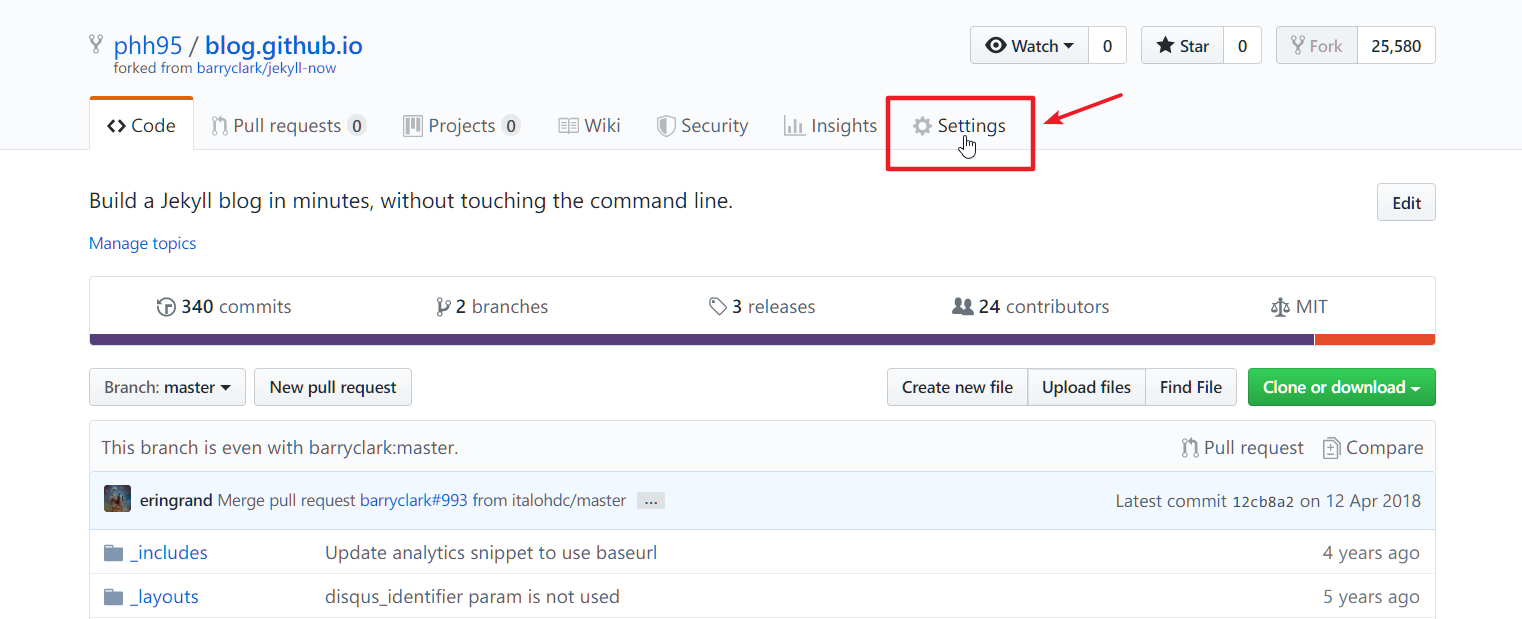 phh95 / blog.github.io
Watch 0 Star 0 Fork 25,580
forked from barryclark/jekyll-now
Code Pull requests 0 Projects 0 Wiki Security Insights Settings
Build a Jekyll blog in minutes, without touching the command line.
Edit
Manage topics
340 commits 2 branches 3 releases 24 contributors MIT
Branch: master New pull request Create new file Upload files Find File Clone or download
This branch is even with barryclark:master. Pull request Compare
eringrand Merge pull request barryclark#993 from italohdc/master ... Latest commit 12cb8a2 on 12 Apr 2018
_includes Update analytics snippet to use baseurl 4 years ago
_layouts disqus_identifier param is not used 5 years ago